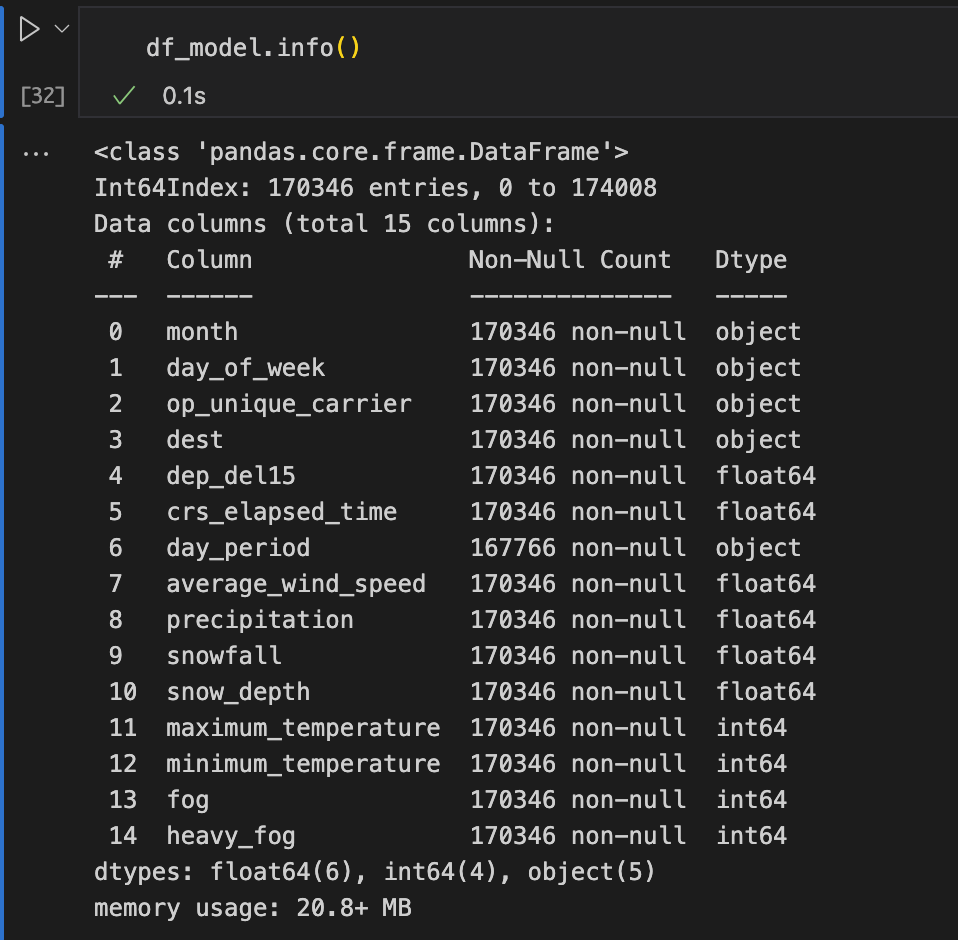 df_model.info()
[32] ✓ 0.1s
... <class 'pandas.core.frame.DataFrame'>
Int64Index: 170346 entries, 0 to 174008
Data columns (total 15 columns):
 #   Column               Non-Null Count   Dtype
---  ------               --------------   -----
 0   month                170346 non-null  object
 1   day_of_week          170346 non-null  object
 2   op_unique_carrier    170346 non-null  object
 3   dest                 170346 non-null  object
 4   dep_del15            170346 non-null  float64
 5   crs_elapsed_time     170346 non-null  float64
 6   day_period           167766 non-null  object
 7   average_wind_speed   170346 non-null  float64
 8   precipitation        170346 non-null  float64
 9   snowfall             170346 non-null  float64
 10  snow_depth           170346 non-null  float64
 11  maximum_temperature  170346 non-null  int64
 12  minimum_temperature  170346 non-null  int64
 13  fog                  170346 non-null  int64
 14  heavy_fog            170346 non-null  int64
dtypes: float64(6), int64(4), object(5)
memory usage: 20.8+ MB